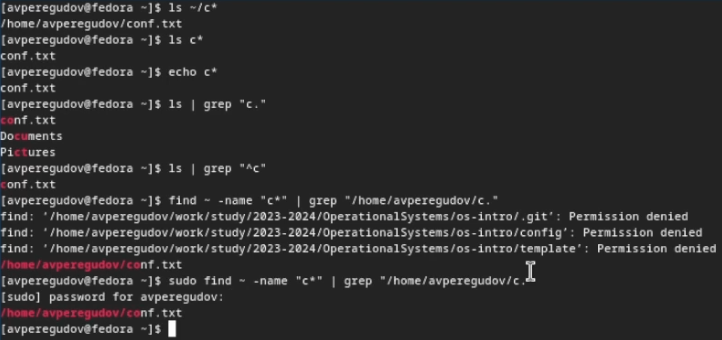 [avperegudov@fedora ~]$ ls ~/c*
/home/avperegudov/conf.txt
[avperegudov@fedora ~]$ ls c*
conf.txt
[avperegudov@fedora ~]$ echo c*
conf.txt
[avperegudov@fedora ~]$ ls | grep "c."
conf.txt
Documents
Pictures
[avperegudov@fedora ~]$ ls | grep "^c"
conf.txt
[avperegudov@fedora ~]$ find ~ -name "c*" | grep "/home/avperegudov/c."
find: ‘/home/avperegudov/work/study/2023-2024/OperationalSystems/os-intro/.git’: Permission denied
find: ‘/home/avperegudov/work/study/2023-2024/OperationalSystems/os-intro/config’: Permission denied
find: ‘/home/avperegudov/work/study/2023-2024/OperationalSystems/os-intro/template’: Permission denied
/home/avperegudov/conf.txt
[avperegudov@fedora ~]$ sudo find ~ -name "c*" | grep "/home/avperegudov/c.
[sudo] password for avperegudov:
/home/avperegudov/conf.txt
[avperegudov@fedora ~]$